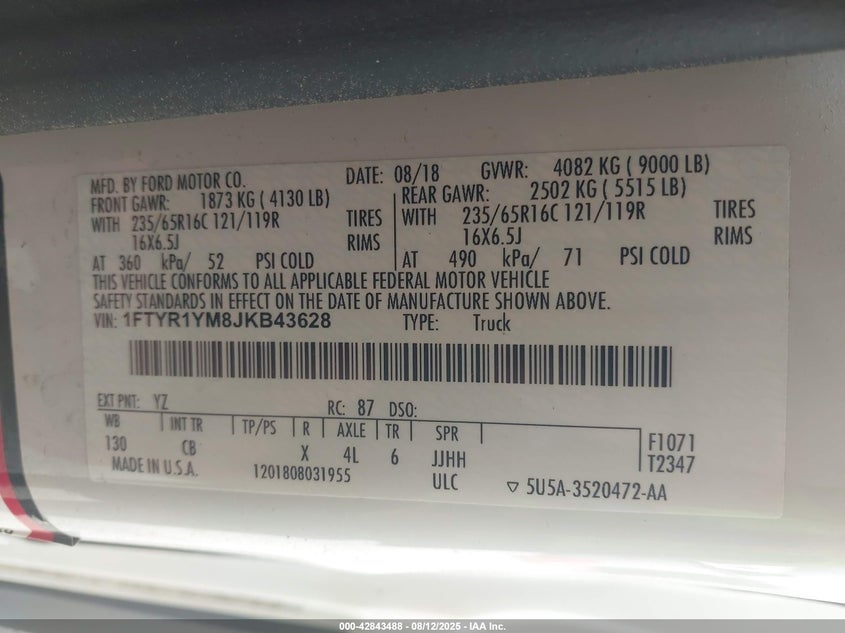 MFD. BY FORD MOTOR CO. DATE: 08/18 GVWR: 4082 KG ( 9000 LB)
FRONT GAWR: 1873 KG ( 4130 LB) REAR GAWR: 2502 KG ( 5515 LB)
WITH 235/65R16C 121/119R TIRES WITH 235/65R16C 121/119R TIRES
16X6.5J RIMS 16X6.5J RIMS
AT 360 kPa/ 52 PSI COLD AT 490 kPa/ 71 PSI COLD
THIS VEHICLE CONFORMS TO ALL APPLICABLE FEDERAL MOTOR VEHICLE
SAFETY STANDARDS IN EFFECT ON THE DATE OF MANUFACTURE SHOWN ABOVE.
VIN: 1FTYR1YM8JKB43628 TYPE: Truck
EXT PNT: YZ RC: 87 DSO:
WB INT TR TP/PS R AXLE TR SPR
130 CB X 4L 6 JJHH F1071
MADE IN U.S.A. 1201808031955 ULC T2347
▽ 5U5A-3520472-AA
000-42843488 - 08/12/2025 - IAA Inc.